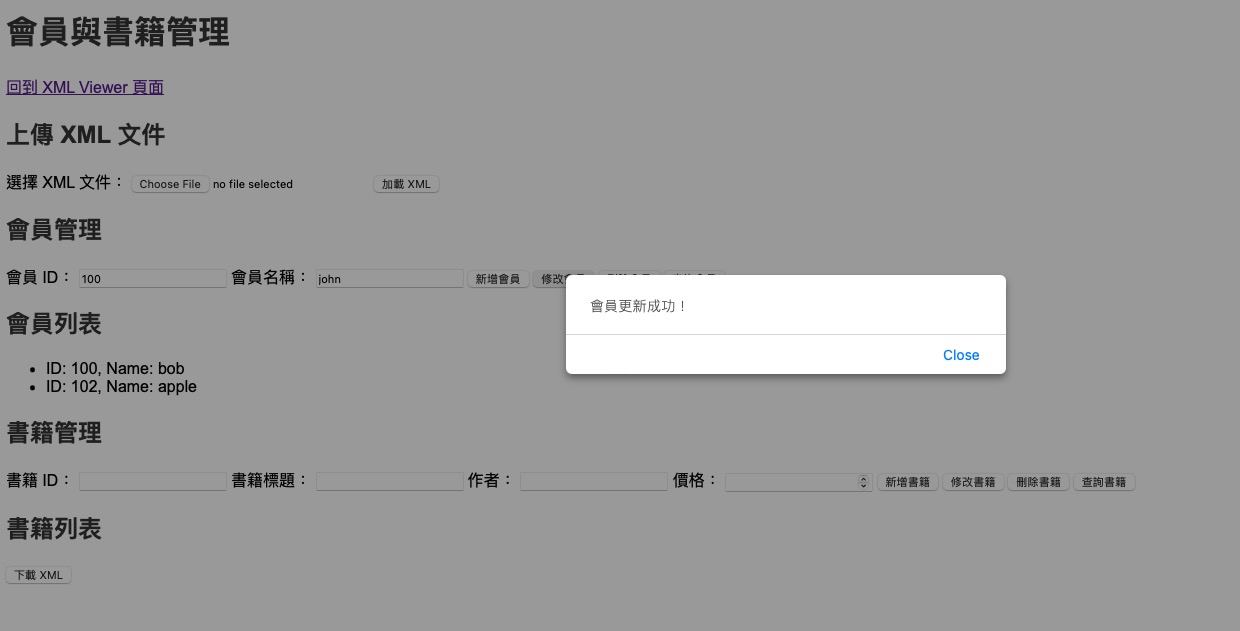 會員與書籍管理
回到 XML Viewer 頁面
上傳 XML 文件
選擇 XML 文件： Choose File no file selected 加載 XML
會員管理
會員 ID： 100 會員名稱： john 新增會員 修改會員
會員更新成功！
Close
會員列表
ID: 100, Name: bob
ID: 102, Name: apple
書籍管理
書籍 ID： 書籍標題： 作者： 價格： 新增書籍 修改書籍 刪除書籍 查詢書籍
書籍列表
下載 XML